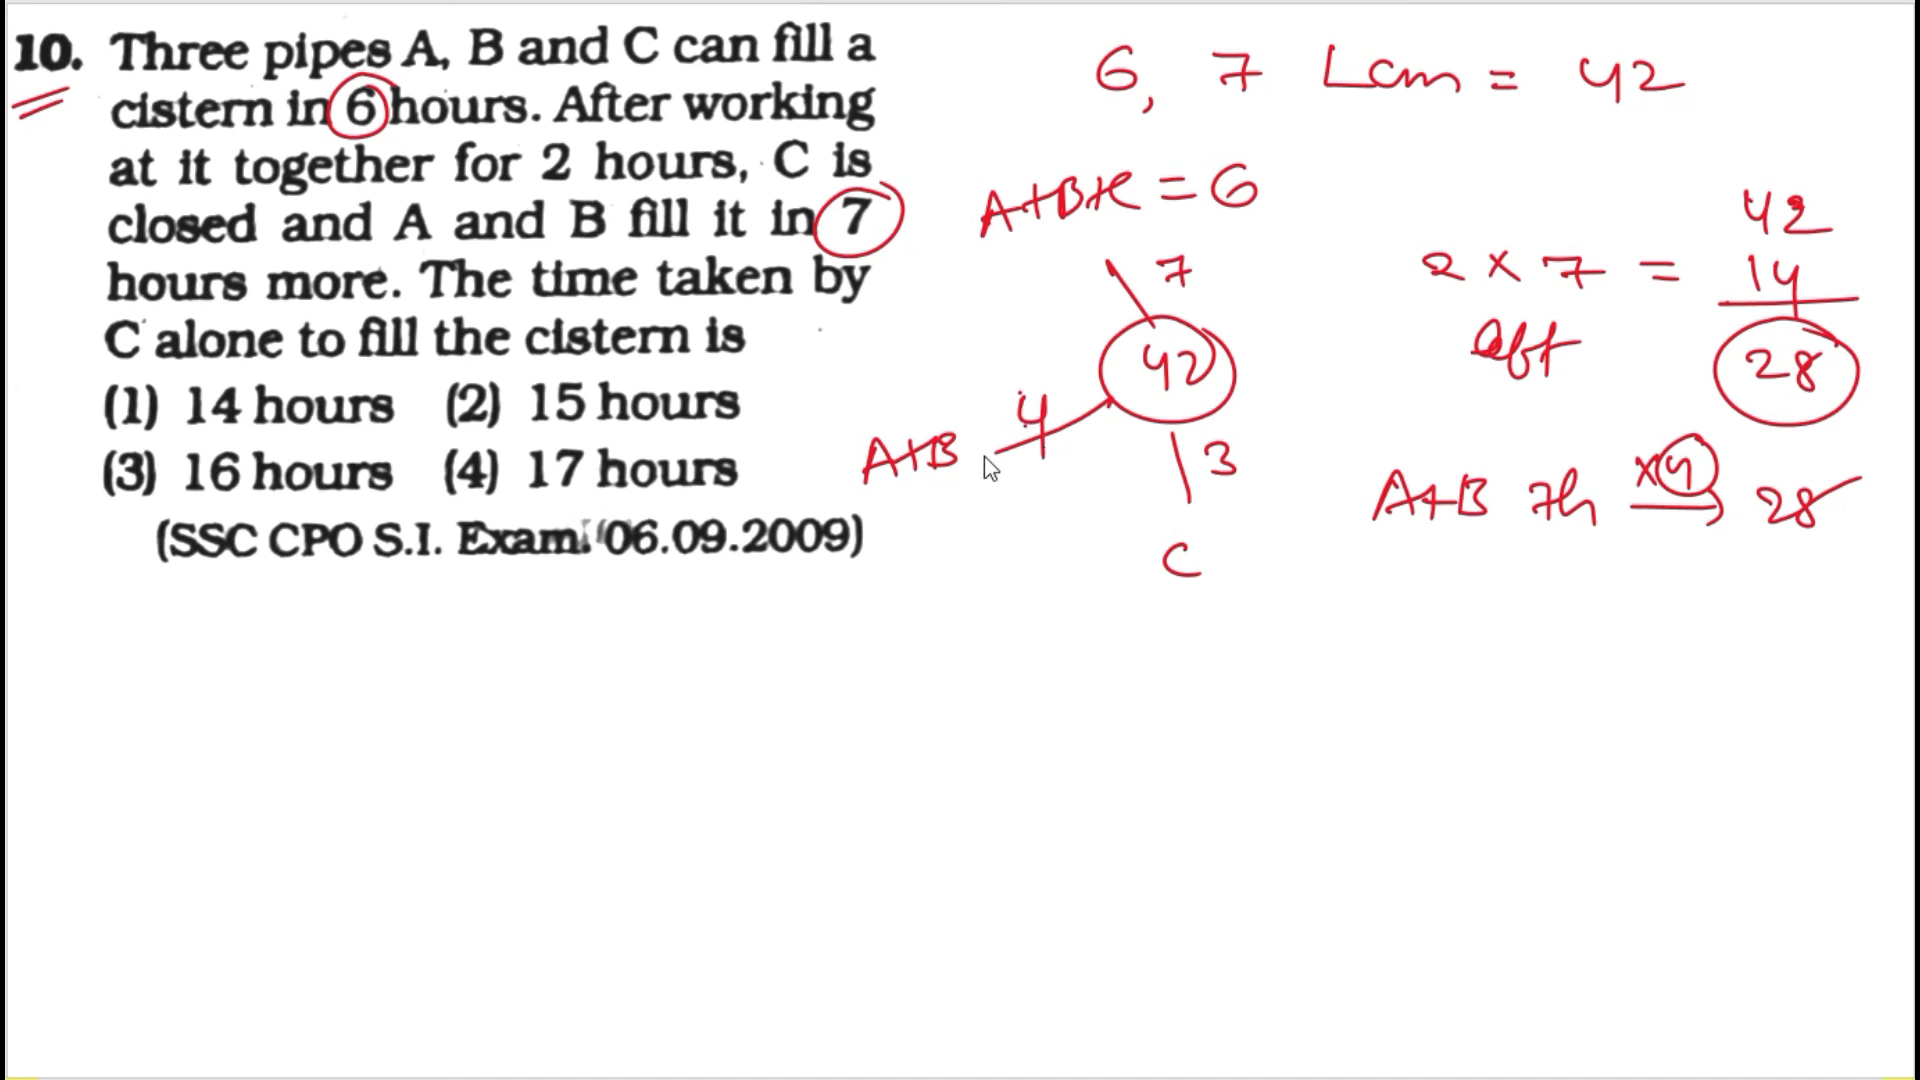 10. Three pipes A, B and C can fill a
cistern in 6 hours. After working
at it together for 2 hours, C is
closed and A and B fill it in 7
hours more. The time taken by
C alone to fill the cistern is
(1) 14 hours (2) 15 hours
(3) 16 hours (4) 17 hours
(SSC CPO S.I. Exam. 06.09.2009)
6, 7 Lcm = 42
A+B+C = 6
7
42
A+B 4
3
C
42
2 × 7 = 14
left 28
A+B 7h ×4 28